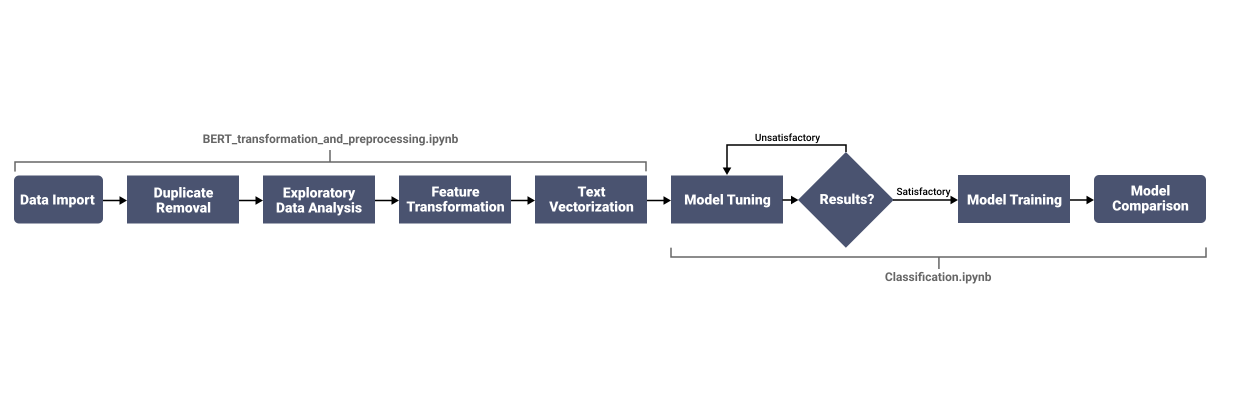 BERT_transformation_and_preprocessing.ipynb
Data Import
Duplicate
Removal
Exploratory
Data Analysis
Feature
Transformation
Text
Vectorization
Model Tuning
Unsatisfactory
Results?
Satisfactory
Model Training
Model
Comparison
Classification.ipynb